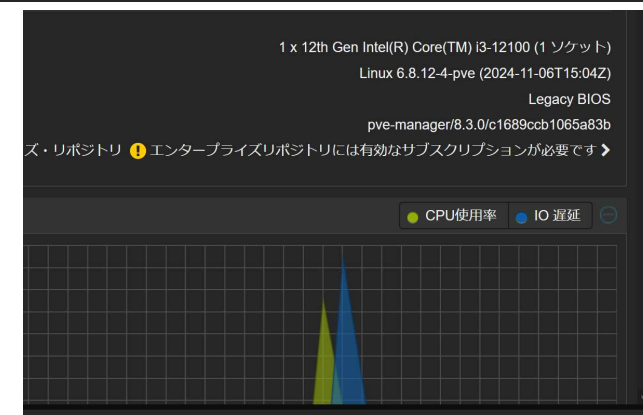 1 x 12th Gen Intel(R) Core(TM) i3-12100 (1 ソケット)
Linux 6.8.12-4-pve (2024-11-06T15:04Z)
Legacy BIOS
pve-manager/8.3.0/c1689ccb1065a83b
ズ・リポジトリ エンタープライズリポジトリには有効なサブスクリプションが必要です
CPU使用率 IO 遅延